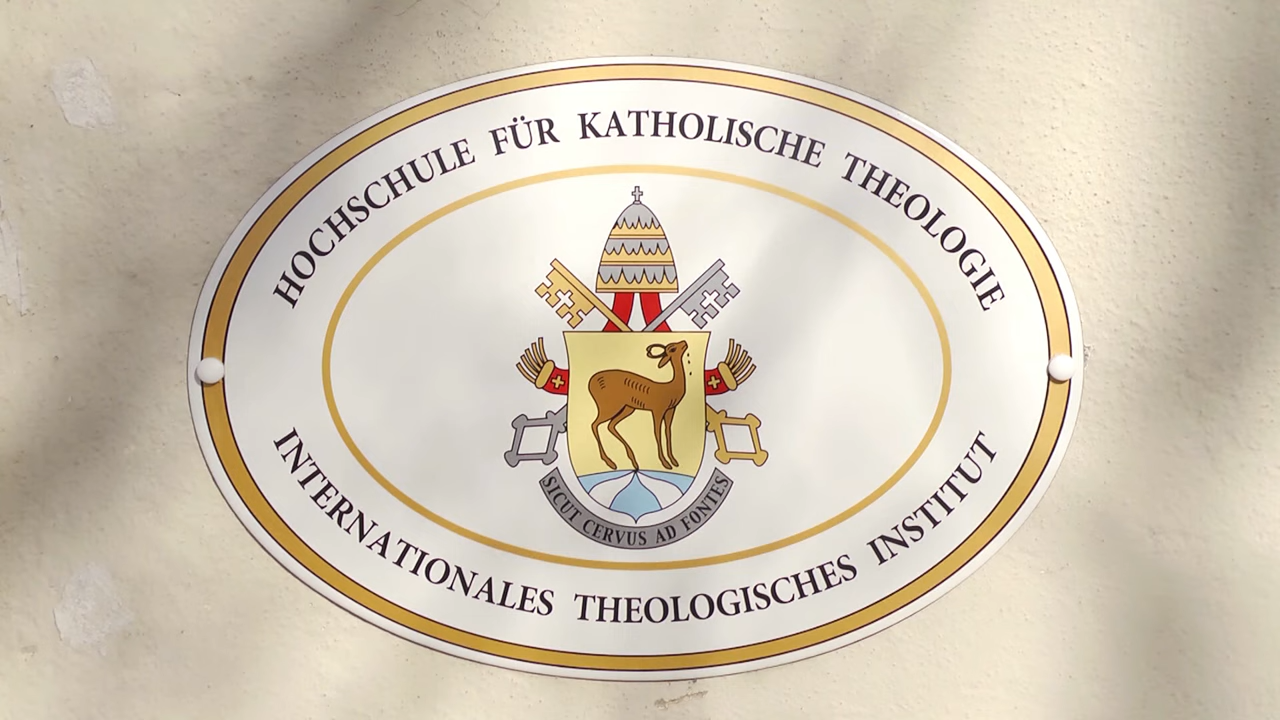 HOCHSCHULE FÜR KATHOLISCHE THEOLOGIE
SICUT CERVUS AD FONTES
INTERNATIONALES THEOLOGISCHES INSTITUT